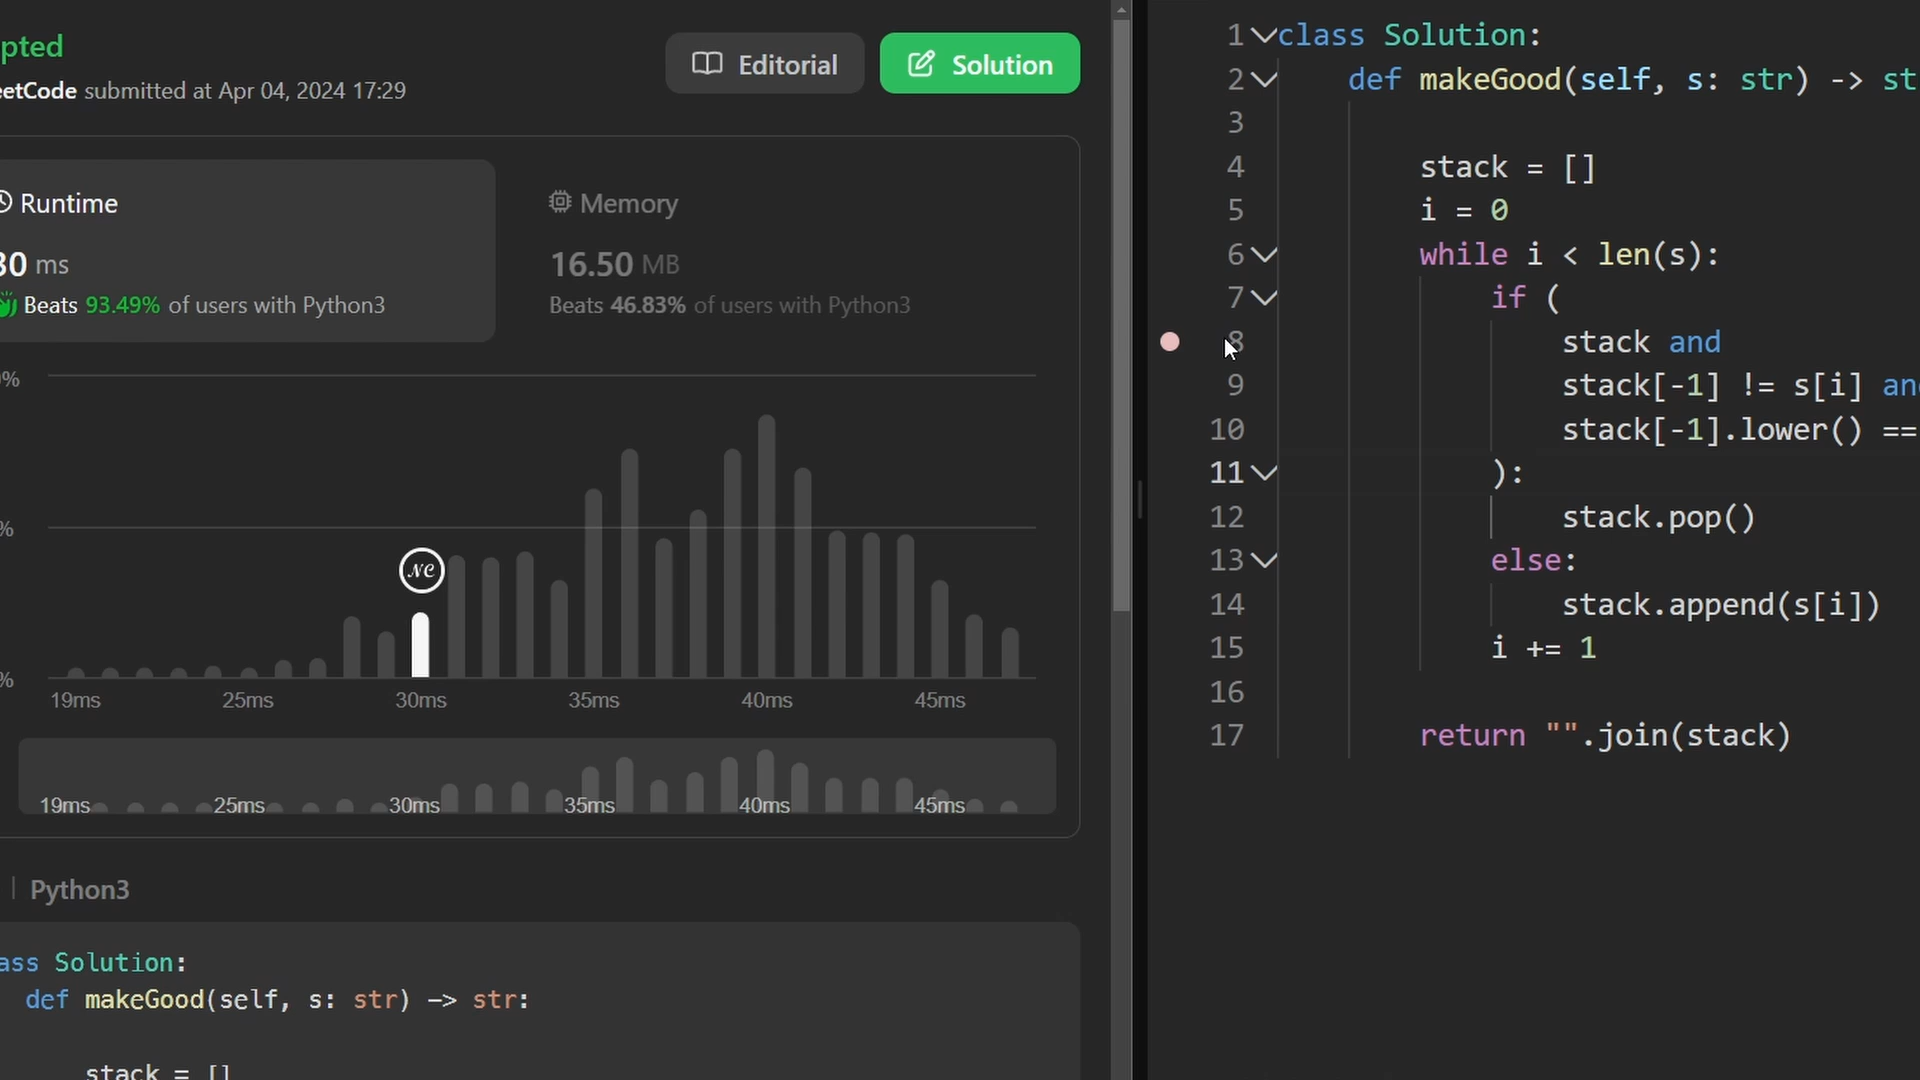 pted
eetCode submitted at Apr 04, 2024 17:29
Editorial
Solution
Runtime
30 ms
Beats 93.49% of users with Python3
Memory
16.50 MB
Beats 46.83% of users with Python3
0%
%
%
NC
19ms 25ms 30ms 35ms 40ms 45ms
19ms 25ms 30ms 35ms 40ms 45ms
Python3
ass Solution:
def makeGood(self, s: str) -> str:
stack = []
1 class Solution:
2 def makeGood(self, s: str) -> st
3
4 stack = []
5 i = 0
6 while i < len(s):
7 if (
8 stack and
9 stack[-1] != s[i] an
10 stack[-1].lower() ==
11 ):
12 stack.pop()
13 else:
14 stack.append(s[i])
15 i += 1
16
17 return "".join(stack)